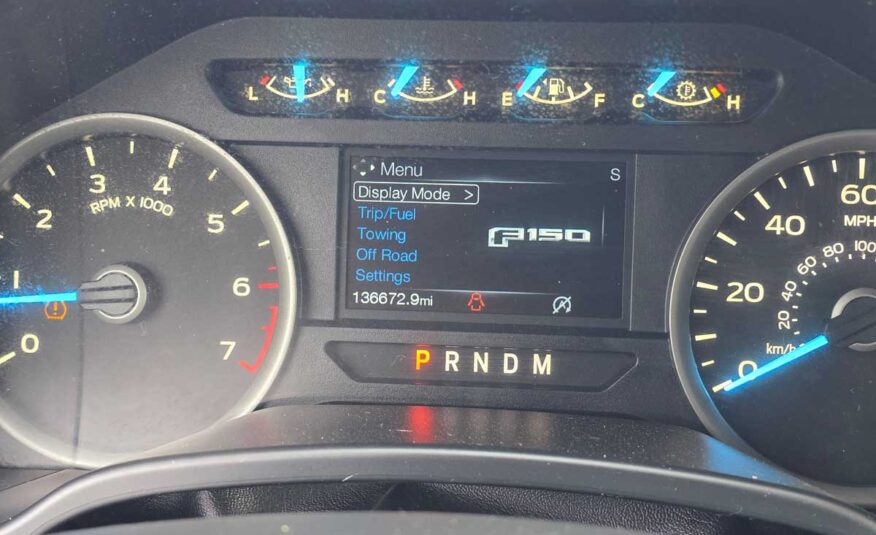 L H C H E F C H
Menu S
Display Mode >
Trip/Fuel
Towing
Off Road
Settings
F150
136672.9mi
P R N D M
0 1 2 3 4 5 6 7
RPM X 1000
0 20 40 60
MPH
20 40 60 80 100
km/h